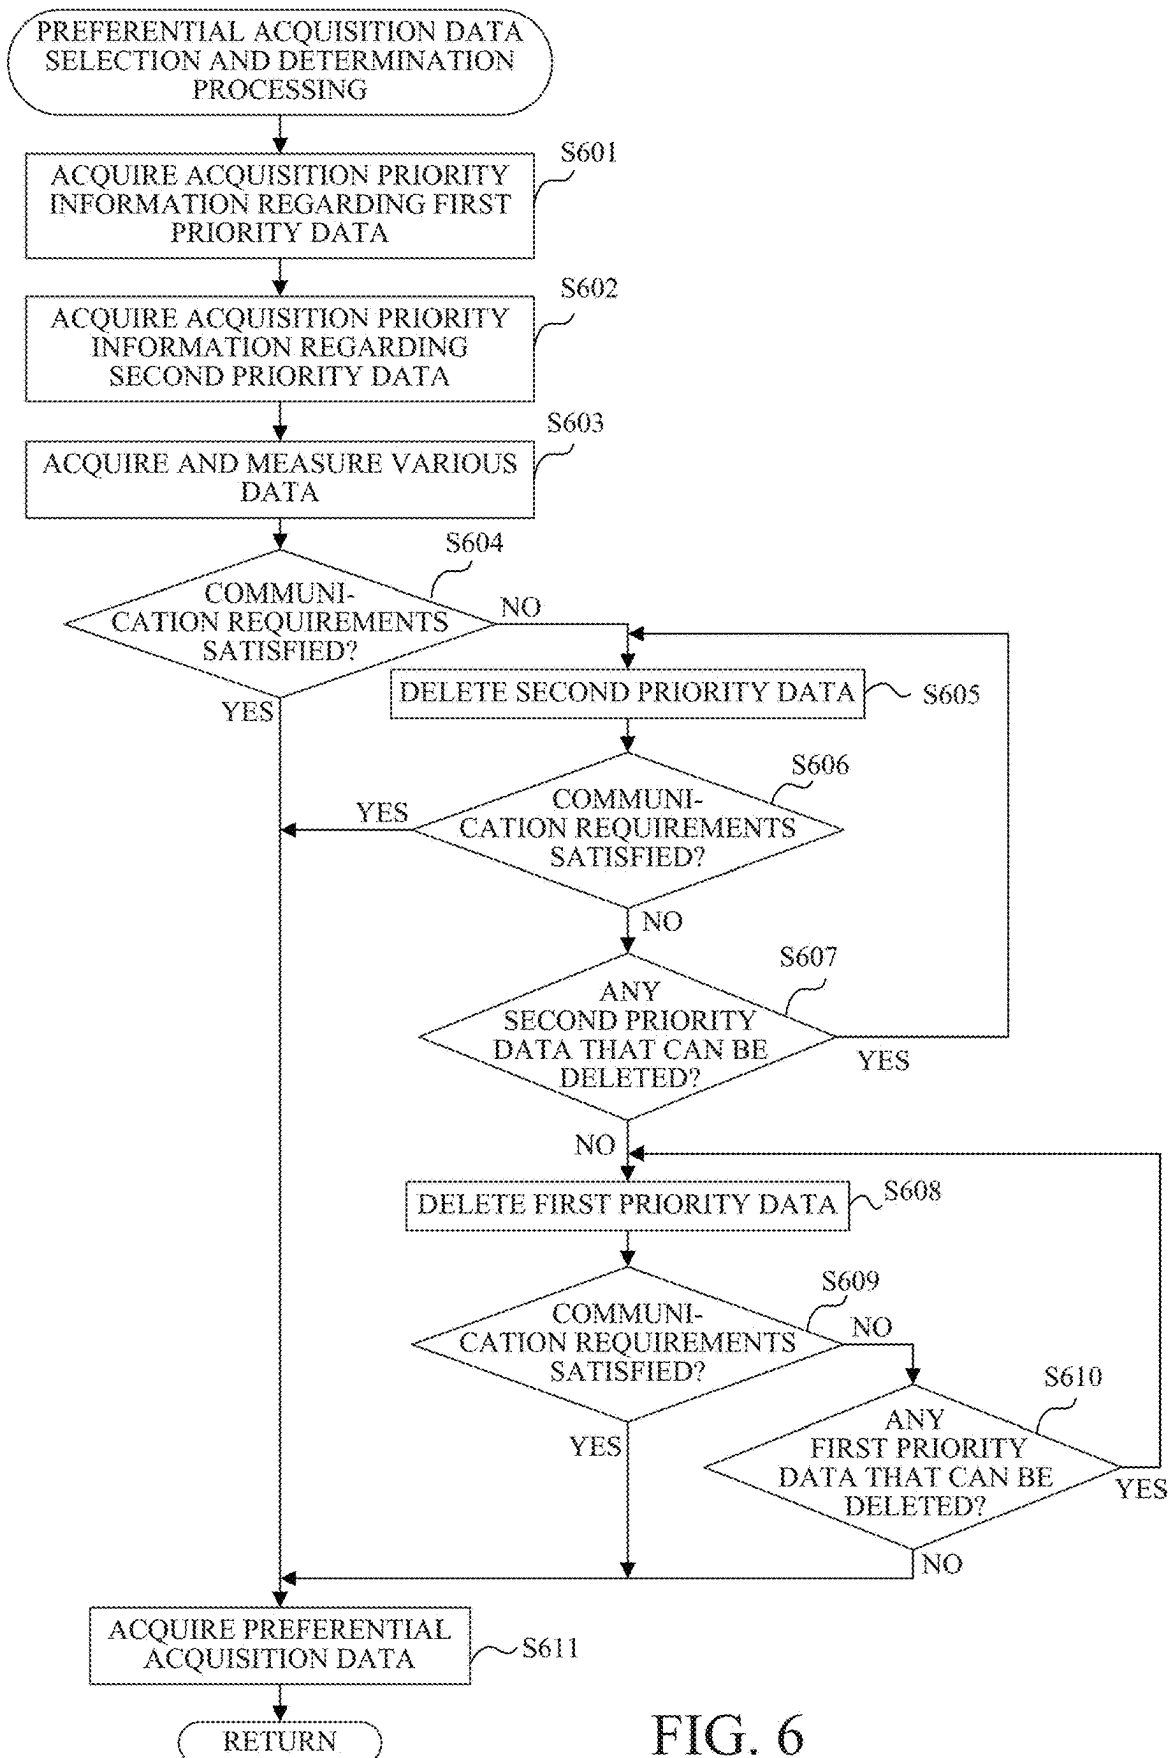 PREFERENTIAL ACQUISITION DATA
SELECTION AND DETERMINATION
PROCESSING
S601
ACQUIRE ACQUISITION PRIORITY
INFORMATION REGARDING FIRST
PRIORITY DATA
S602
ACQUIRE ACQUISITION PRIORITY
INFORMATION REGARDING
SECOND PRIORITY DATA
S603
ACQUIRE AND MEASURE VARIOUS
DATA
S604
COMMUNI-
CATION REQUIREMENTS
SATISFIED?
NO
YES
DELETE SECOND PRIORITY DATA
S605
S606
COMMUNI-
CATION REQUIREMENTS
SATISFIED?
YES
NO
S607
ANY
SECOND PRIORITY
DATA THAT CAN BE
DELETED?
YES
NO
DELETE FIRST PRIORITY DATA
S608
S609
COMMUNI-
CATION REQUIREMENTS
SATISFIED?
NO
YES
S610
ANY
FIRST PRIORITY
DATA THAT CAN BE
DELETED?
YES
NO
ACQUIRE PREFERENTIAL
ACQUISITION DATA
S611
RETURN
FIG. 6